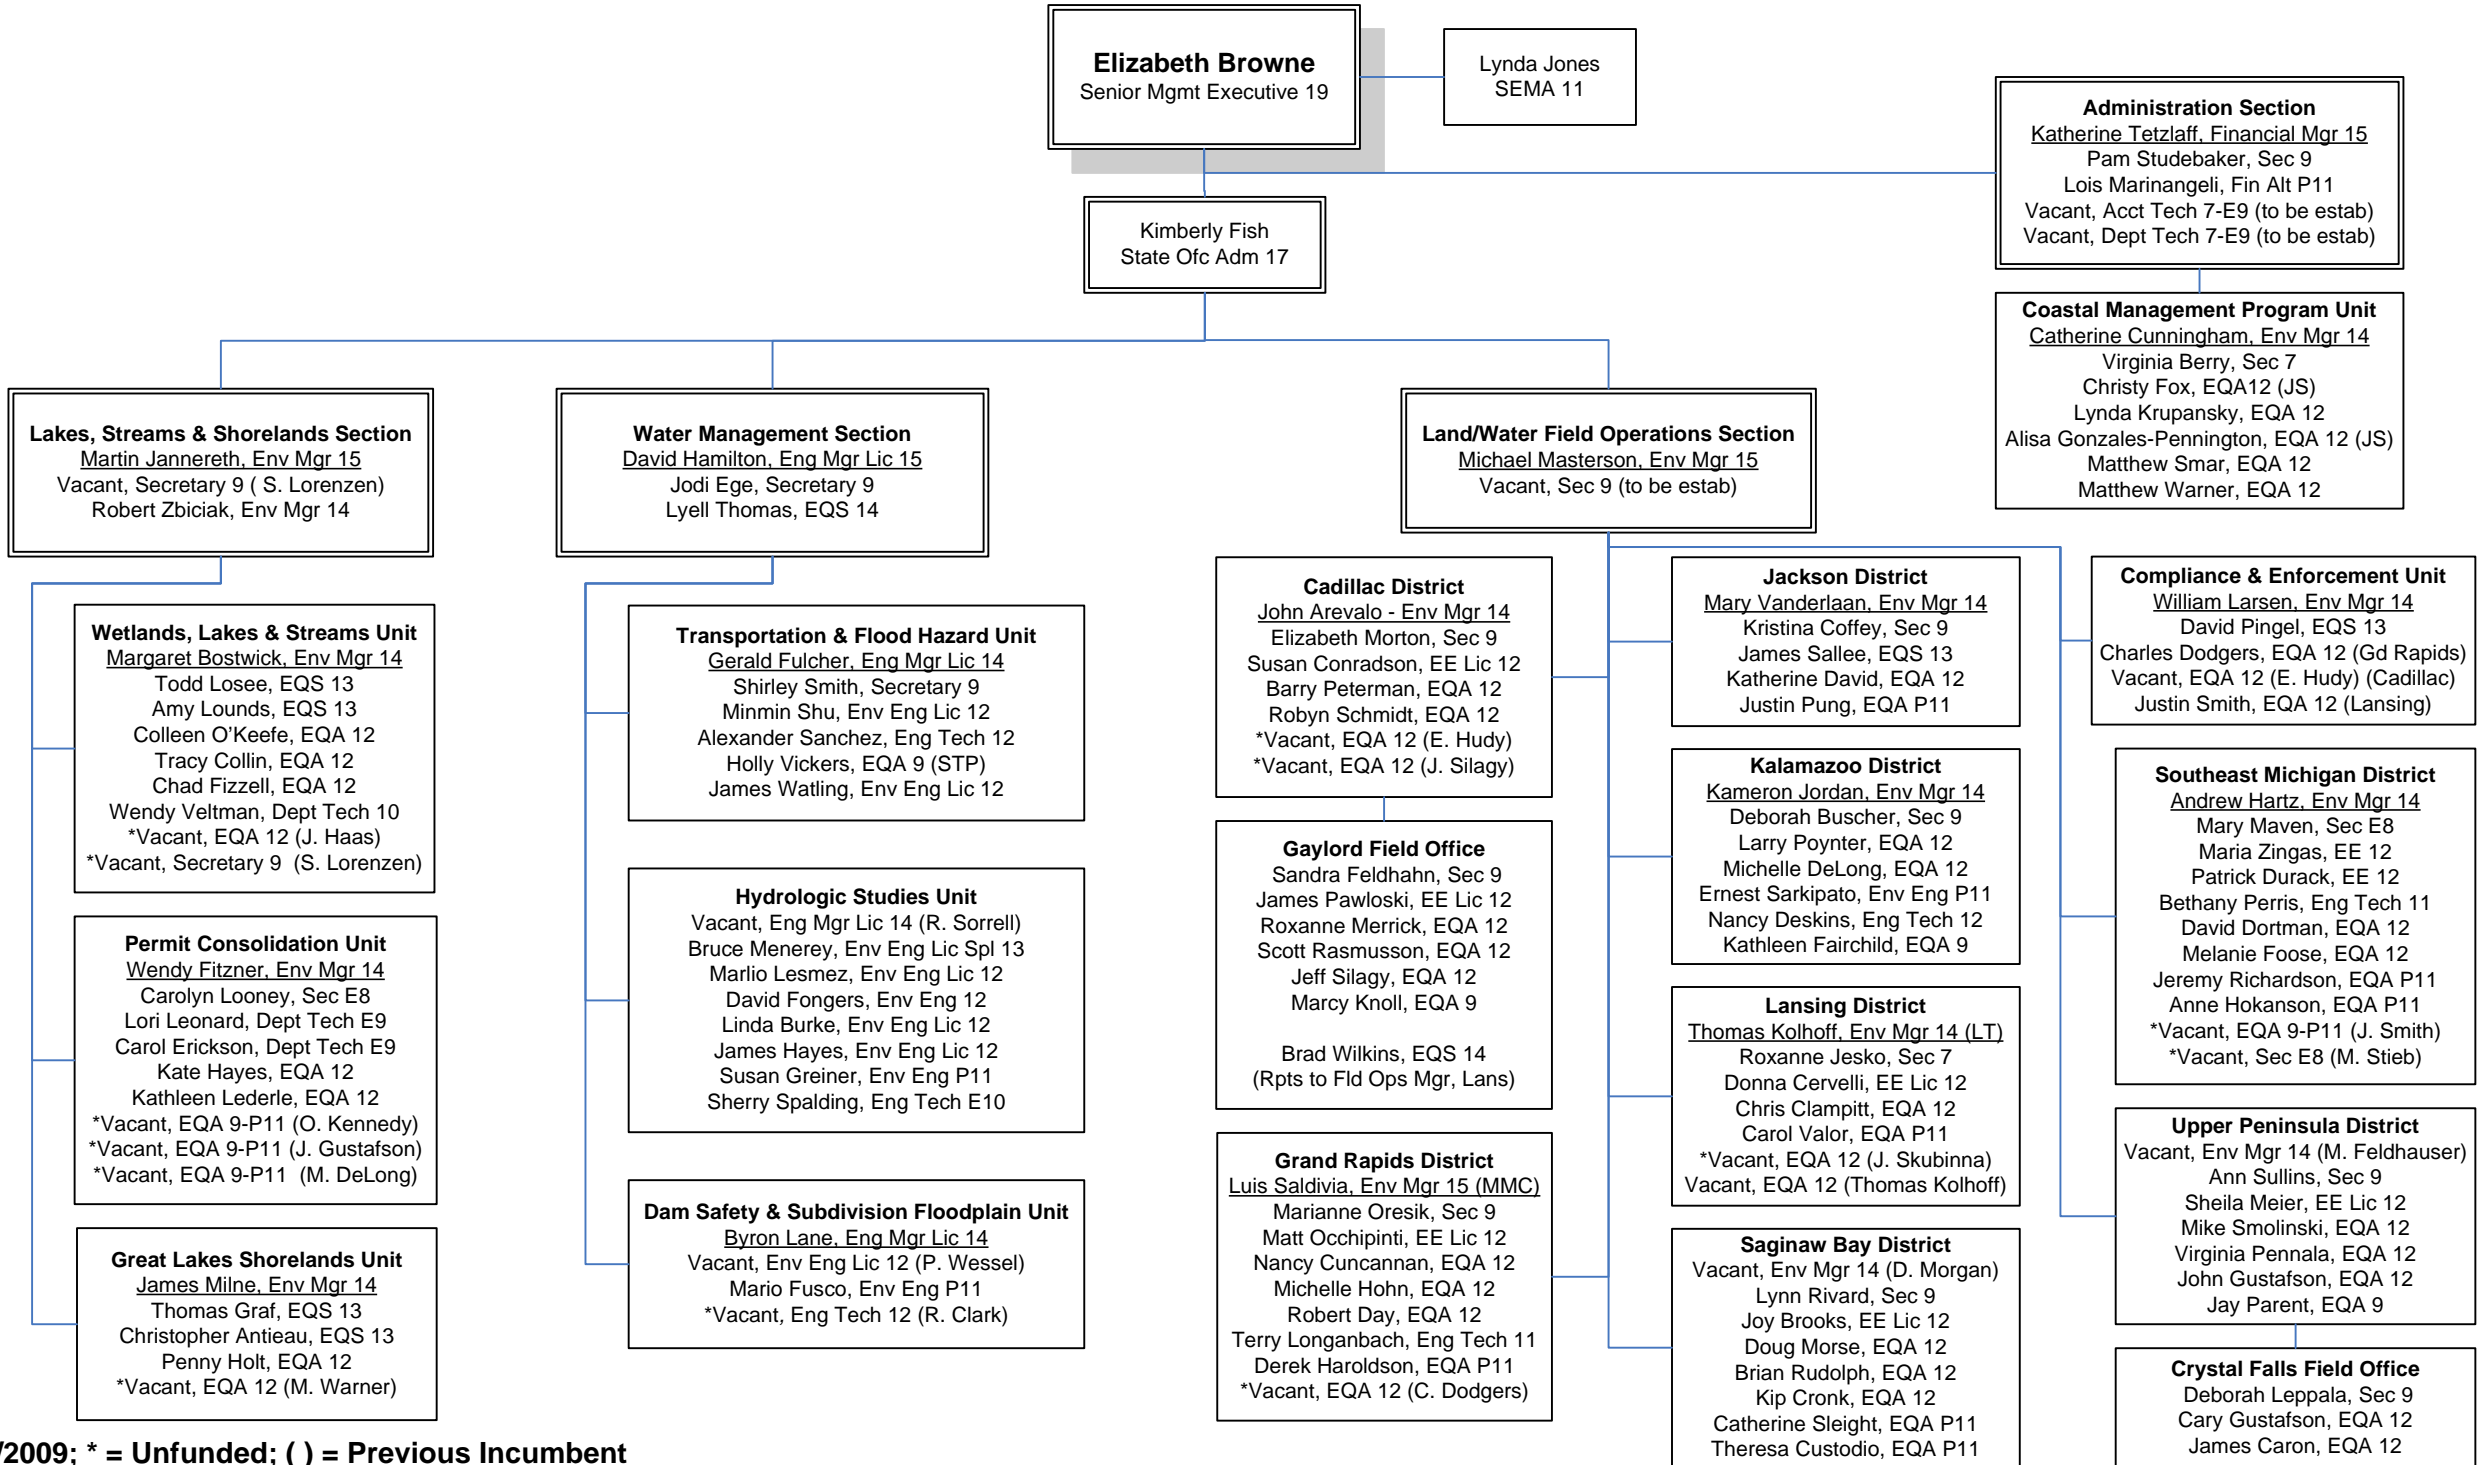 Elizabeth Browne
Senior Mgmt Executive 19
Lynda Jones
SEMA 11
Administration Section
Katherine Tetzlaff, Financial Mgr 15
Pam Studebaker, Sec 9
Lois Marinangeli, Fin Alt P11
Vacant, Acct Tech 7-E9 (to be estab)
Vacant, Dept Tech 7-E9 (to be estab)
Kimberly Fish
State Ofc Adm 17
Coastal Management Program Unit
Catherine Cunningham, Env Mgr 14
Virginia Berry, Sec 7
Christy Fox, EQA12 (JS)
Lynda Krupansky, EQA 12
Alisa Gonzales-Pennington, EQA 12 (JS)
Matthew Smar, EQA 12
Matthew Warner, EQA 12
Lakes, Streams & Shorelands Section
Martin Jannereth, Env Mgr 15
Vacant, Secretary 9 ( S. Lorenzen)
Robert Zbiciak, Env Mgr 14
Water Management Section
David Hamilton, Eng Mgr Lic 15
Jodi Ege, Secretary 9
Lyell Thomas, EQS 14
Land/Water Field Operations Section
Michael Masterson, Env Mgr 15
Vacant, Sec 9 (to be estab)
Wetlands, Lakes & Streams Unit
Margaret Bostwick, Env Mgr 14
Todd Losee, EQS 13
Amy Lounds, EQS 13
Colleen O'Keefe, EQA 12
Tracy Collin, EQA 12
Chad Fizzell, EQA 12
Wendy Veltman, Dept Tech 10
*Vacant, EQA 12 (J. Haas)
*Vacant, Secretary 9 (S. Lorenzen)
Permit Consolidation Unit
Wendy Fitzner, Env Mgr 14
Carolyn Looney, Sec E8
Lori Leonard, Dept Tech E9
Carol Erickson, Dept Tech E9
Kate Hayes, EQA 12
Kathleen Lederle, EQA 12
*Vacant, EQA 9-P11 (O. Kennedy)
*Vacant, EQA 9-P11 (J. Gustafson)
*Vacant, EQA 9-P11 (M. DeLong)
Great Lakes Shorelands Unit
James Milne, Env Mgr 14
Thomas Graf, EQS 13
Christopher Antieau, EQS 13
Penny Holt, EQA 12
*Vacant, EQA 12 (M. Warner)
Transportation & Flood Hazard Unit
Gerald Fulcher, Eng Mgr Lic 14
Shirley Smith, Secretary 9
Minmin Shu, Env Eng Lic 12
Alexander Sanchez, Eng Tech 12
Holly Vickers, EQA 9 (STP)
James Watling, Env Eng Lic 12
Hydrologic Studies Unit
Vacant, Eng Mgr Lic 14 (R. Sorrell)
Bruce Menerey, Env Eng Lic Spl 13
Marlio Lesmez, Env Eng Lic 12
David Fongers, Env Eng 12
Linda Burke, Env Eng Lic 12
James Hayes, Env Eng Lic 12
Susan Greiner, Env Eng P11
Sherry Spalding, Eng Tech E10
Dam Safety & Subdivision Floodplain Unit
Byron Lane, Eng Mgr Lic 14
Vacant, Env Eng Lic 12 (P. Wessel)
Mario Fusco, Env Eng P11
*Vacant, Eng Tech 12 (R. Clark)
Cadillac District
John Arevalo - Env Mgr 14
Elizabeth Morton, Sec 9
Susan Conradson, EE Lic 12
Barry Peterman, EQA 12
Robyn Schmidt, EQA 12
*Vacant, EQA 12 (E. Hudy)
*Vacant, EQA 12 (J. Silagy)
Gaylord Field Office
Sandra Feldhahn, Sec 9
James Pawloski, EE Lic 12
Roxanne Merrick, EQA 12
Scott Rasmusson, EQA 12
Jeff Silagy, EQA 12
Marcy Knoll, EQA 9
Brad Wilkins, EQS 14
(Rpts to Fld Ops Mgr, Lans)
Grand Rapids District
Luis Saldivia, Env Mgr 15 (MMC)
Marianne Oresik, Sec 9
Matt Occhipinti, EE Lic 12
Nancy Cuncannan, EQA 12
Michelle Hohn, EQA 12
Robert Day, EQA 12
Terry Longanbach, Eng Tech 11
Derek Haroldson, EQA P11
*Vacant, EQA 12 (C. Dodgers)
Jackson District
Mary Vanderlaan, Env Mgr 14
Kristina Coffey, Sec 9
James Sallee, EQS 13
Katherine David, EQA 12
Justin Pung, EQA P11
Kalamazoo District
Kameron Jordan, Env Mgr 14
Deborah Buscher, Sec 9
Larry Poynter, EQA 12
Michelle DeLong, EQA 12
Ernest Sarkipato, Env Eng P11
Nancy Deskins, Eng Tech 12
Kathleen Fairchild, EQA 9
Lansing District
Thomas Kolhoff, Env Mgr 14 (LT)
Roxanne Jesko, Sec 7
Donna Cervelli, EE Lic 12
Chris Clampitt, EQA 12
Carol Valor, EQA P11
*Vacant, EQA 12 (J. Skubinna)
Vacant, EQA 12 (Thomas Kolhoff)
Saginaw Bay District
Vacant, Env Mgr 14 (D. Morgan)
Lynn Rivard, Sec 9
Joy Brooks, EE Lic 12
Doug Morse, EQA 12
Brian Rudolph, EQA 12
Kip Cronk, EQA 12
Catherine Sleight, EQA P11
Theresa Custodio, EQA P11
Compliance & Enforcement Unit
William Larsen, Env Mgr 14
David Pingel, EQS 13
Charles Dodgers, EQA 12 (Gd Rapids)
Vacant, EQA 12 (E. Hudy) (Cadillac)
Justin Smith, EQA 12 (Lansing)
Southeast Michigan District
Andrew Hartz, Env Mgr 14
Mary Maven, Sec E8
Maria Zingas, EE 12
Patrick Durack, EE 12
Bethany Perris, Eng Tech 11
David Dortman, EQA 12
Melanie Foose, EQA 12
Jeremy Richardson, EQA P11
Anne Hokanson, EQA P11
*Vacant, EQA 9-P11 (J. Smith)
*Vacant, Sec E8 (M. Stieb)
Upper Peninsula District
Vacant, Env Mgr 14 (M. Feldhauser)
Ann Sullins, Sec 9
Sheila Meier, EE Lic 12
Mike Smolinski, EQA 12
Virginia Pennala, EQA 12
John Gustafson, EQA 12
Jay Parent, EQA 9
Crystal Falls Field Office
Deborah Leppala, Sec 9
Cary Gustafson, EQA 12
James Caron, EQA 12
/2009; * = Unfunded; ( ) = Previous Incumbent